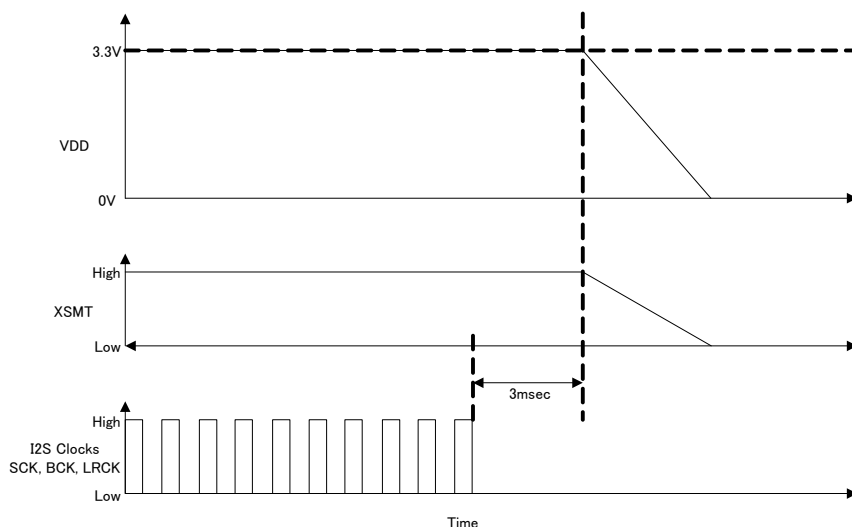 3.3V
VDD
0V
High
XSMT
Low
3msec
High
I2S Clocks
SCK, BCK, LRCK
Low
Time